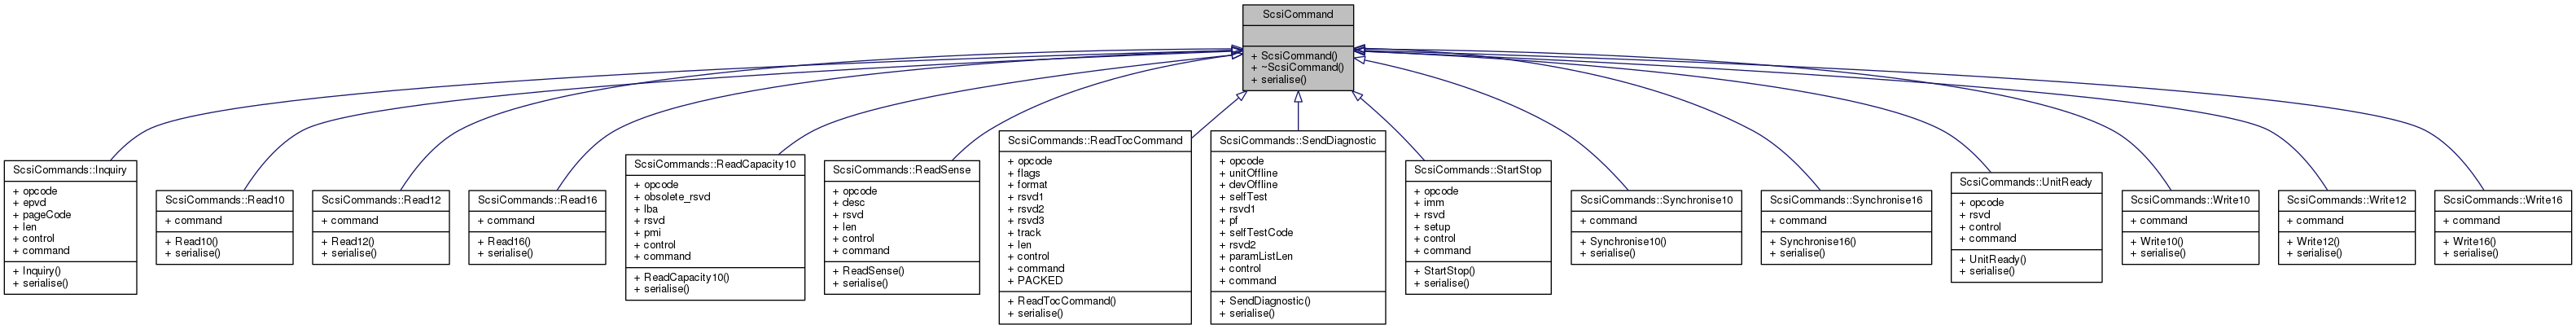 ScsiCommand
+ ScsiCommand()
+ ~ScsiCommand()
+ serialise()
ScsiCommands::Inquiry
+ opcode
+ epvd
+ pageCode
+ len
+ control
+ command
+ Inquiry()
+ serialise()
ScsiCommands::Read10
+ command
+ Read10()
+ serialise()
ScsiCommands::Read12
+ command
+ Read12()
+ serialise()
ScsiCommands::Read16
+ command
+ Read16()
+ serialise()
ScsiCommands::ReadCapacity10
+ opcode
+ obsolete_rsvd
+ lba
+ rsvd
+ pmi
+ control
+ command
+ ReadCapacity10()
+ serialise()
ScsiCommands::ReadSense
+ opcode
+ desc
+ rsvd
+ len
+ control
+ command
+ ReadSense()
+ serialise()
ScsiCommands::ReadTocCommand
+ opcode
+ flags
+ format
+ rsvd1
+ rsvd2
+ rsvd3
+ track
+ len
+ control
+ command
+ PACKED
+ ReadTocCommand()
+ serialise()
ScsiCommands::SendDiagnostic
+ opcode
+ unitOffline
+ devOffline
+ selfTest
+ rsvd1
+ pf
+ selfTestCode
+ rsvd2
+ paramListLen
+ control
+ command
+ SendDiagnostic()
+ serialise()
ScsiCommands::StartStop
+ opcode
+ imm
+ rsvd
+ setup
+ control
+ command
+ StartStop()
+ serialise()
ScsiCommands::Synchronise10
+ command
+ Synchronise10()
+ serialise()
ScsiCommands::Synchronise16
+ command
+ Synchronise16()
+ serialise()
ScsiCommands::UnitReady
+ opcode
+ rsvd
+ control
+ command
+ UnitReady()
+ serialise()
ScsiCommands::Write10
+ command
+ Write10()
+ serialise()
ScsiCommands::Write12
+ command
+ Write12()
+ serialise()
ScsiCommands::Write16
+ command
+ Write16()
+ serialise()